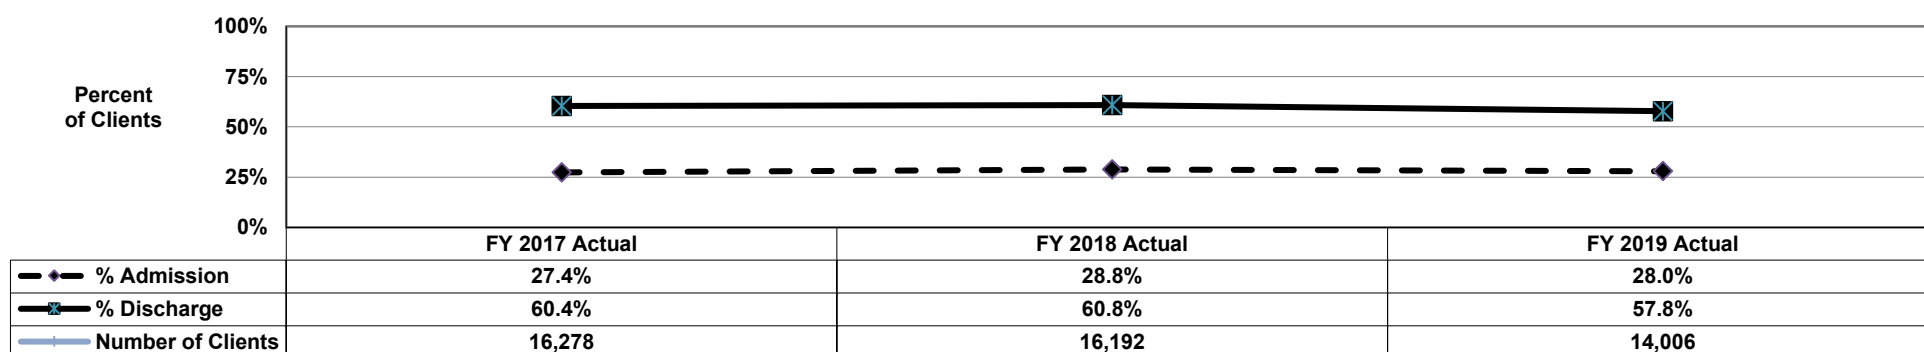 100%
75%
Percent
of Clients
50%
25%
0%
FY 2017 Actual FY 2018 Actual FY 2019 Actual
% Admission 27.4% 28.8% 28.0%
% Discharge 60.4% 60.8% 57.8%
Number of Clients 16,278 16,192 14,006